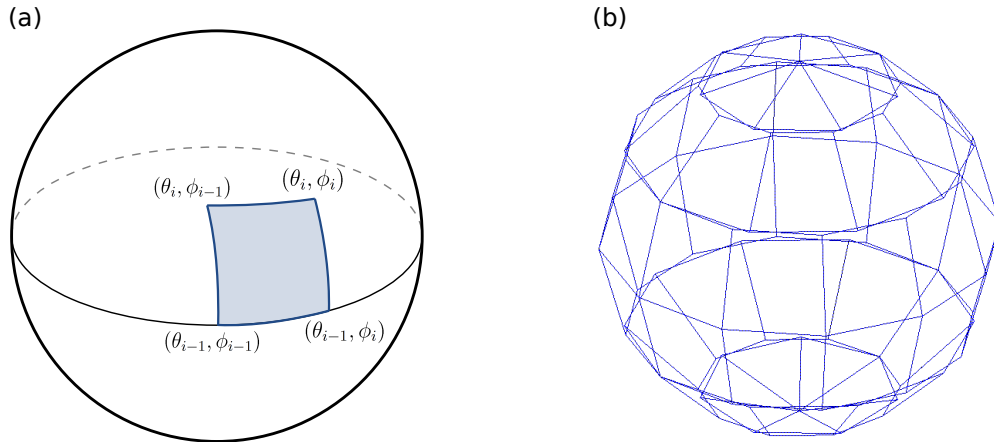 (a)
(b)
(θ_i, ϕ_{i−1})
(θ_i, ϕ_i)
(θ_{i−1}, ϕ_{i−1})
(θ_{i−1}, ϕ_i)